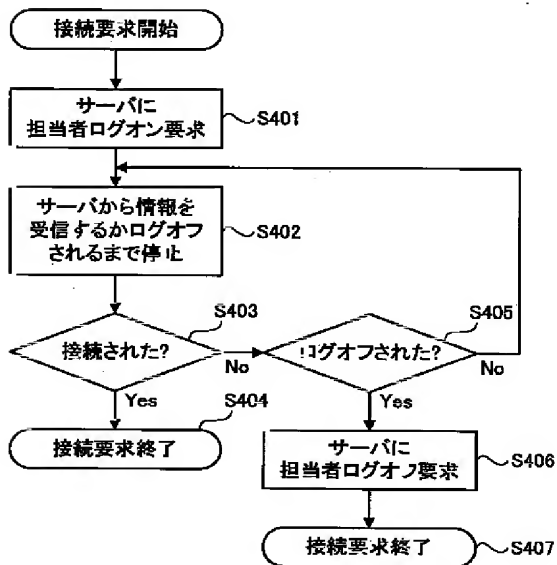 接続要求開始
サーバに
担当者ログオン要求
S401
サーバから情報を
受信するかログオフ
されるまで停止
S402
接続された?
S403
No
Yes
ログオフされた?
S405
No
Yes
接続要求終了
S404
サーバに
担当者ログオフ要求
S406
接続要求終了
S407